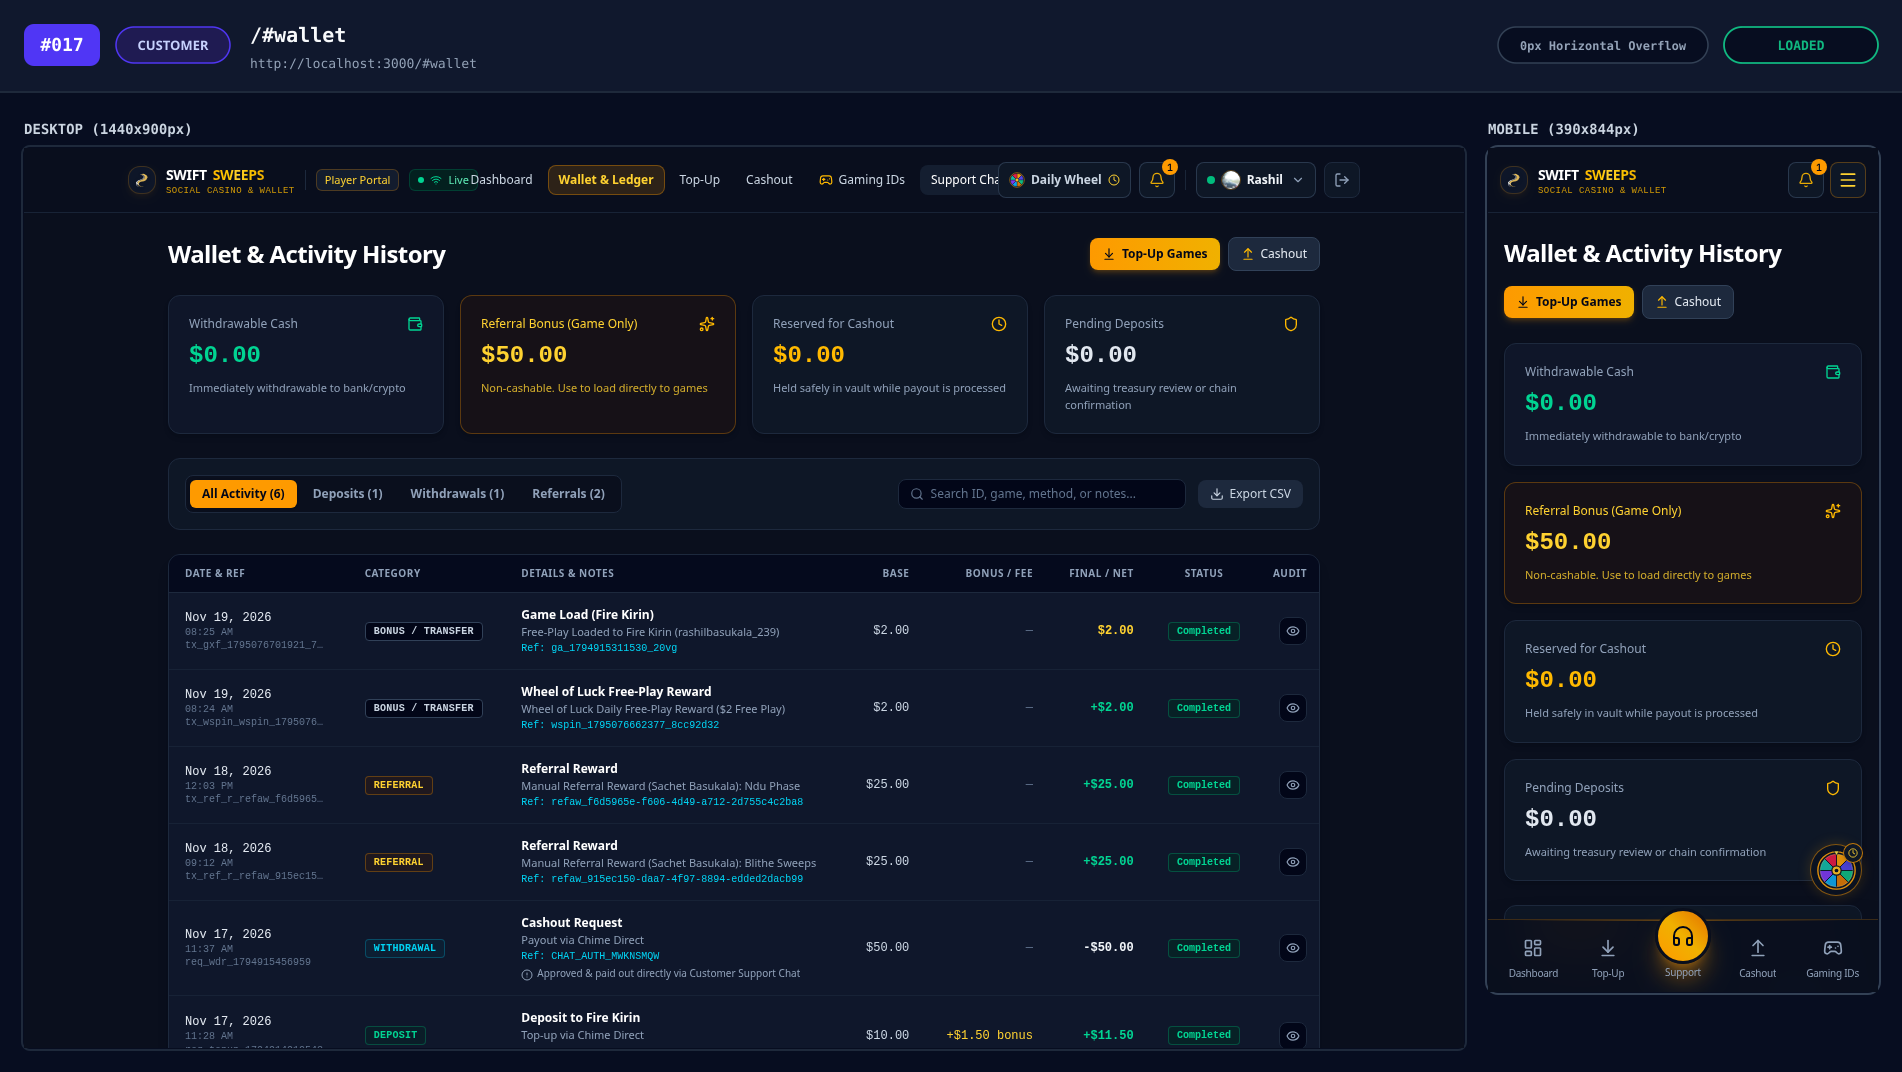 #017
CUSTOMER
/#wallet
http://localhost:3000/#wallet
0px Horizontal Overflow
LOADED
DESKTOP (1440x900px)
SWIFT SWEEPS
SOCIAL CASINO & WALLET
Player Portal
Live
Dashboard
Wallet & Ledger
Top-Up
Cashout
Gaming IDs
Support Cha
Daily Wheel
1
Rashil
Wallet & Activity History
Top-Up Games
Cashout
Withdrawable Cash
$0.00
Immediately withdrawable to bank/crypto
Referral Bonus (Game Only)
$50.00
Non-cashable. Use to load directly to games
Reserved for Cashout
$0.00
Held safely in vault while payout is processed
Pending Deposits
$0.00
Awaiting treasury review or chain
confirmation
All Activity (6)
Deposits (1)
Withdrawals (1)
Referrals (2)
Search ID, game, method, or notes...
Export CSV
DATE & REF CATEGORY DETAILS & NOTES BASE BONUS / FEE FINAL / NET STATUS AUDIT
Nov 19, 2026
08:25 AM
tx_gxf_1795076701921_7…
BONUS / TRANSFER
Game Load (Fire Kirin)
Free-Play Loaded to Fire Kirin (rashilbasukala_239)
Ref: ga_1794915311530_20vg
$2.00 — $2.00 Completed
Nov 19, 2026
08:24 AM
tx_wspin_wspin_1795076…
BONUS / TRANSFER
Wheel of Luck Free-Play Reward
Wheel of Luck Daily Free-Play Reward ($2 Free Play)
Ref: wspin_1795076662377_8cc92d32
$2.00 — +$2.00 Completed
Nov 18, 2026
12:03 PM
tx_ref_r_refaw_f6d5965…
REFERRAL
Referral Reward
Manual Referral Reward (Sachet Basukala): Ndu Phase
Ref: refaw_f6d5965e-f606-4d49-a712-2d755c4c2ba8
$25.00 — +$25.00 Completed
Nov 18, 2026
09:12 AM
tx_ref_r_refaw_915ec15…
REFERRAL
Referral Reward
Manual Referral Reward (Sachet Basukala): Blithe Sweeps
Ref: refaw_915ec150-daa7-4f97-8894-edded2dacb99
$25.00 — +$25.00 Completed
Nov 17, 2026
11:37 AM
req_wdr_1794915456959
WITHDRAWAL
Cashout Request
Payout via Chime Direct
Ref: CHAT_AUTH_MWKNSMQW
Approved & paid out directly via Customer Support Chat
$50.00 — -$50.00 Completed
Nov 17, 2026
11:28 AM
DEPOSIT
Deposit to Fire Kirin
Top-up via Chime Direct
$10.00 +$1.50 bonus +$11.50 Completed
MOBILE (390x844px)
SWIFT SWEEPS
SOCIAL CASINO & WALLET
1
Wallet & Activity History
Top-Up Games
Cashout
Withdrawable Cash
$0.00
Immediately withdrawable to bank/crypto
Referral Bonus (Game Only)
$50.00
Non-cashable. Use to load directly to games
Reserved for Cashout
$0.00
Held safely in vault while payout is processed
Pending Deposits
$0.00
Awaiting treasury review or chain confirmation
Dashboard
Top-Up
Support
Cashout
Gaming IDs